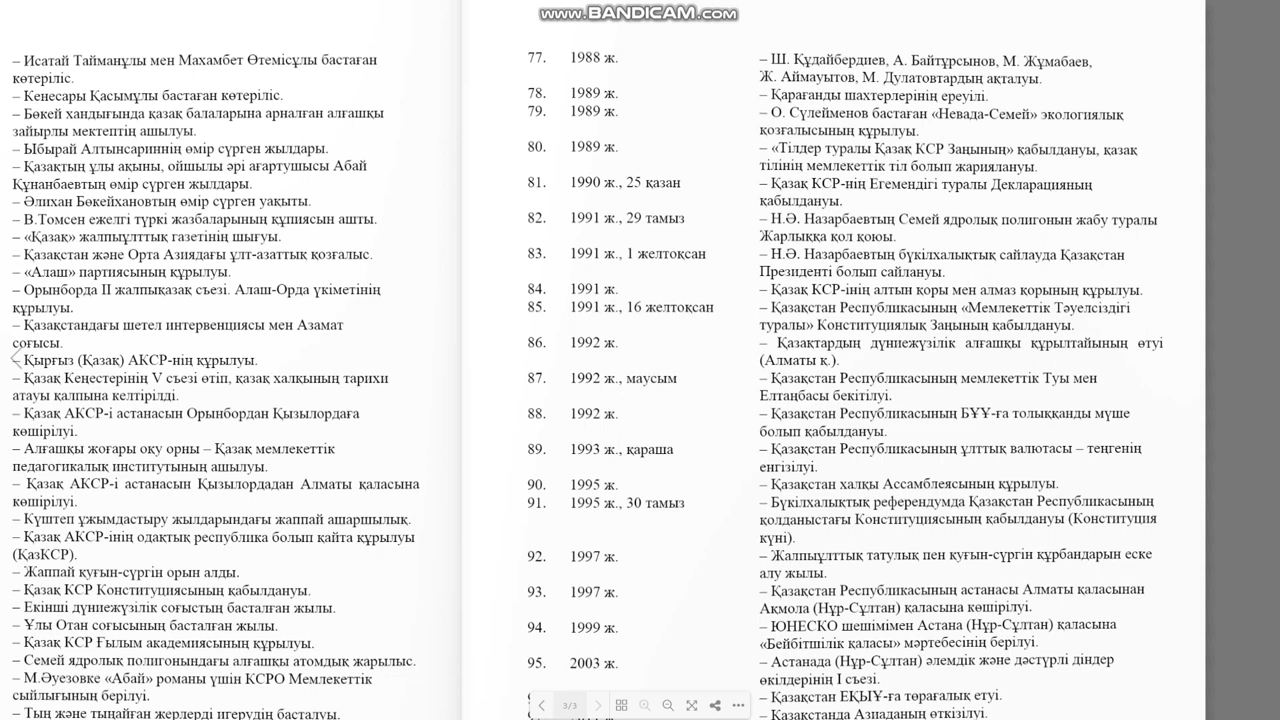 www.BANDICAM.com
– Исатай Тайманұлы мен Махамбет Өтемісұлы бастаған
көтеріліс.
– Кенесары Қасымұлы бастаған көтеріліс.
– Бөкей хандығында қазақ балаларына арналған алғашқы
зайырлы мектептің ашылуы.
– Ыбырай Алтынсариннің өмір сүрген жылдары.
– Қазақтың ұлы ақыны, ойшылы әрі ағартушысы Абай
Құнанбаевтың өмір сүрген жылдары.
– Әлихан Бөкейхановтың өмір сүрген уақыты.
– В.Томсен ежелгі түркі жазбаларының құпиясын ашты.
– «Қазақ» жалпыұлттық газетінің шығуы.
– Қазақстан және Орта Азиядағы ұлт-азаттық қозғалыс.
– «Алаш» партиясының құрылуы.
– Орынборда II жалпықазақ съезі. Алаш-Орда үкіметінің
құрылуы.
– Қазақстандағы шетел интервенциясы мен Азамат
соғысы.
– Қырғыз (Қазақ) АКСР-нің құрылуы.
– Қазақ Кеңестерінің V съезі өтіп, қазақ халқының тарихи
атауы қалпына келтірілді.
– Қазақ АКСР-і астанасын Орынбордан Қызылордаға
көшірілуі.
– Алғашқы жоғары оқу орны – Қазақ мемлекеттік
педагогикалық институтының ашылуы.
– Қазақ АКСР-і астанасын Қызылордадан Алматы қаласына
көшірілуі.
– Күштеп ұжымдастыру жылдарындағы жаппай ашаршылық.
– Қазақ АКСР-інің одақтық республика болып қайта құрылуы
(ҚазКСР).
– Жаппай қуғын-сүргін орын алды.
– Қазақ КСР Конституциясының қабылдануы.
– Екінші дүниежүзілік соғыстың басталған жылы.
– Ұлы Отан соғысының басталған жылы.
– Қазақ КСР Ғылым академиясының құрылуы.
– Семей ядролық полигонындағы алғашқы атомдық жарылыс.
– М.Әуезовке «Абай» романы үшін КСРО Мемлекеттік
сыйлығының берілуі.
– Тың және тыңайған жерлерді игерудің басталуы.
77. 1988 ж. – Ш. Құдайбердиев, А. Байтұрсынов, М. Жұмабаев,
Ж. Аймауытов, М. Дулатовтардың ақталуы.
78. 1989 ж. – Қарағанды шахтерлерінің ереуілі.
79. 1989 ж. – О. Сүлейменов бастаған «Невада-Семей» экологиялық
қозғалысының құрылуы.
80. 1989 ж. – «Тілдер туралы Қазақ КСР Заңының» қабылдануы, қазақ
тілінің мемлекеттік тіл болып жариялануы.
81. 1990 ж., 25 қазан – Қазақ КСР-нің Егемендігі туралы Декларацияның
қабылдануы.
82. 1991 ж., 29 тамыз – Н.Ә. Назарбаевтың Семей ядролық полигонын жабу туралы
Жарлыққа қол қоюы.
83. 1991 ж., 1 желтоқсан – Н.Ә. Назарбаевтың бүкілхалықтық сайлауда Қазақстан
Президенті болып сайлануы.
84. 1991 ж. – Қазақ КСР-інің алтын қоры мен алмаз қорының құрылуы.
85. 1991 ж., 16 желтоқсан – Қазақстан Республикасының «Мемлекеттік Тәуелсіздігі
туралы» Конституциялық Заңының қабылдануы.
86. 1992 ж. – Қазақтардың дүниежүзілік алғашқы құрылтайының өтуі
(Алматы қ.).
87. 1992 ж., маусым – Қазақстан Республикасының мемлекеттік Туы мен
Елтаңбасы бекітілуі.
88. 1992 ж. – Қазақстан Республикасының БҰҰ-ға толыққанды мүше
болып қабылдануы.
89. 1993 ж., қараша – Қазақстан Республикасының ұлттық валютасы – теңгенің
енгізілуі.
90. 1995 ж. – Қазақстан халқы Ассамблеясының құрылуы.
91. 1995 ж., 30 тамыз – Бүкілхалықтық референдумда Қазақстан Республикасының
қолданыстағы Конституциясының қабылдануы (Конституция
күні).
92. 1997 ж. – Жалпыұлттық татулық пен қуғын-сүргін құрбандарын еске
алу жылы.
93. 1997 ж. – Қазақстан Республикасының астанасы Алматы қаласынан
Ақмола (Нұр-Сұлтан) қаласына көшірілуі.
94. 1999 ж. – ЮНЕСКО шешімімен Астана (Нұр-Сұлтан) қаласына
«Бейбітшілік қаласы» мәртебесінің берілуі.
95. 2003 ж. – Астанада (Нұр-Сұлтан) әлемдік және дәстүрлі діндер
өкілдерінің I съезі.
– Қазақстан ЕҚЫҰ-ға төрағалық етуі.
– Қазақстанда Азиаданың өткізілуі.
3/3